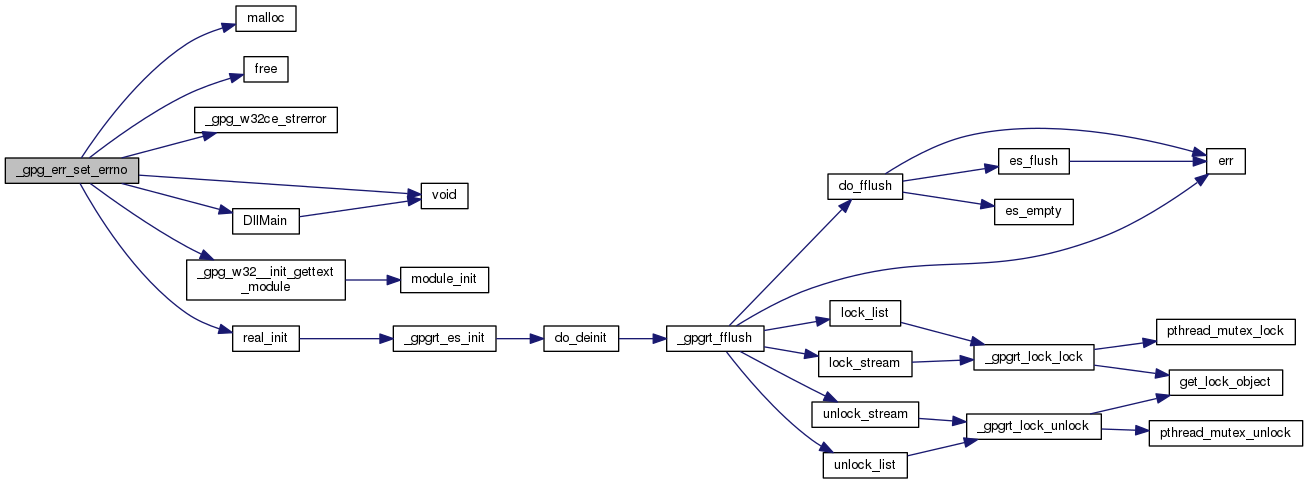 malloc
free
_gpg_w32ce_strerror
_gpg_err_set_errno
void
DllMain
_gpg_w32__init_gettext
_module
module_init
real_init
_gpgrt_es_init
do_deinit
_gpgrt_fflush
do_fflush
es_flush
err
es_empty
lock_list
lock_stream
_gpgrt_lock_lock
pthread_mutex_lock
get_lock_object
unlock_stream
_gpgrt_lock_unlock
pthread_mutex_unlock
unlock_list